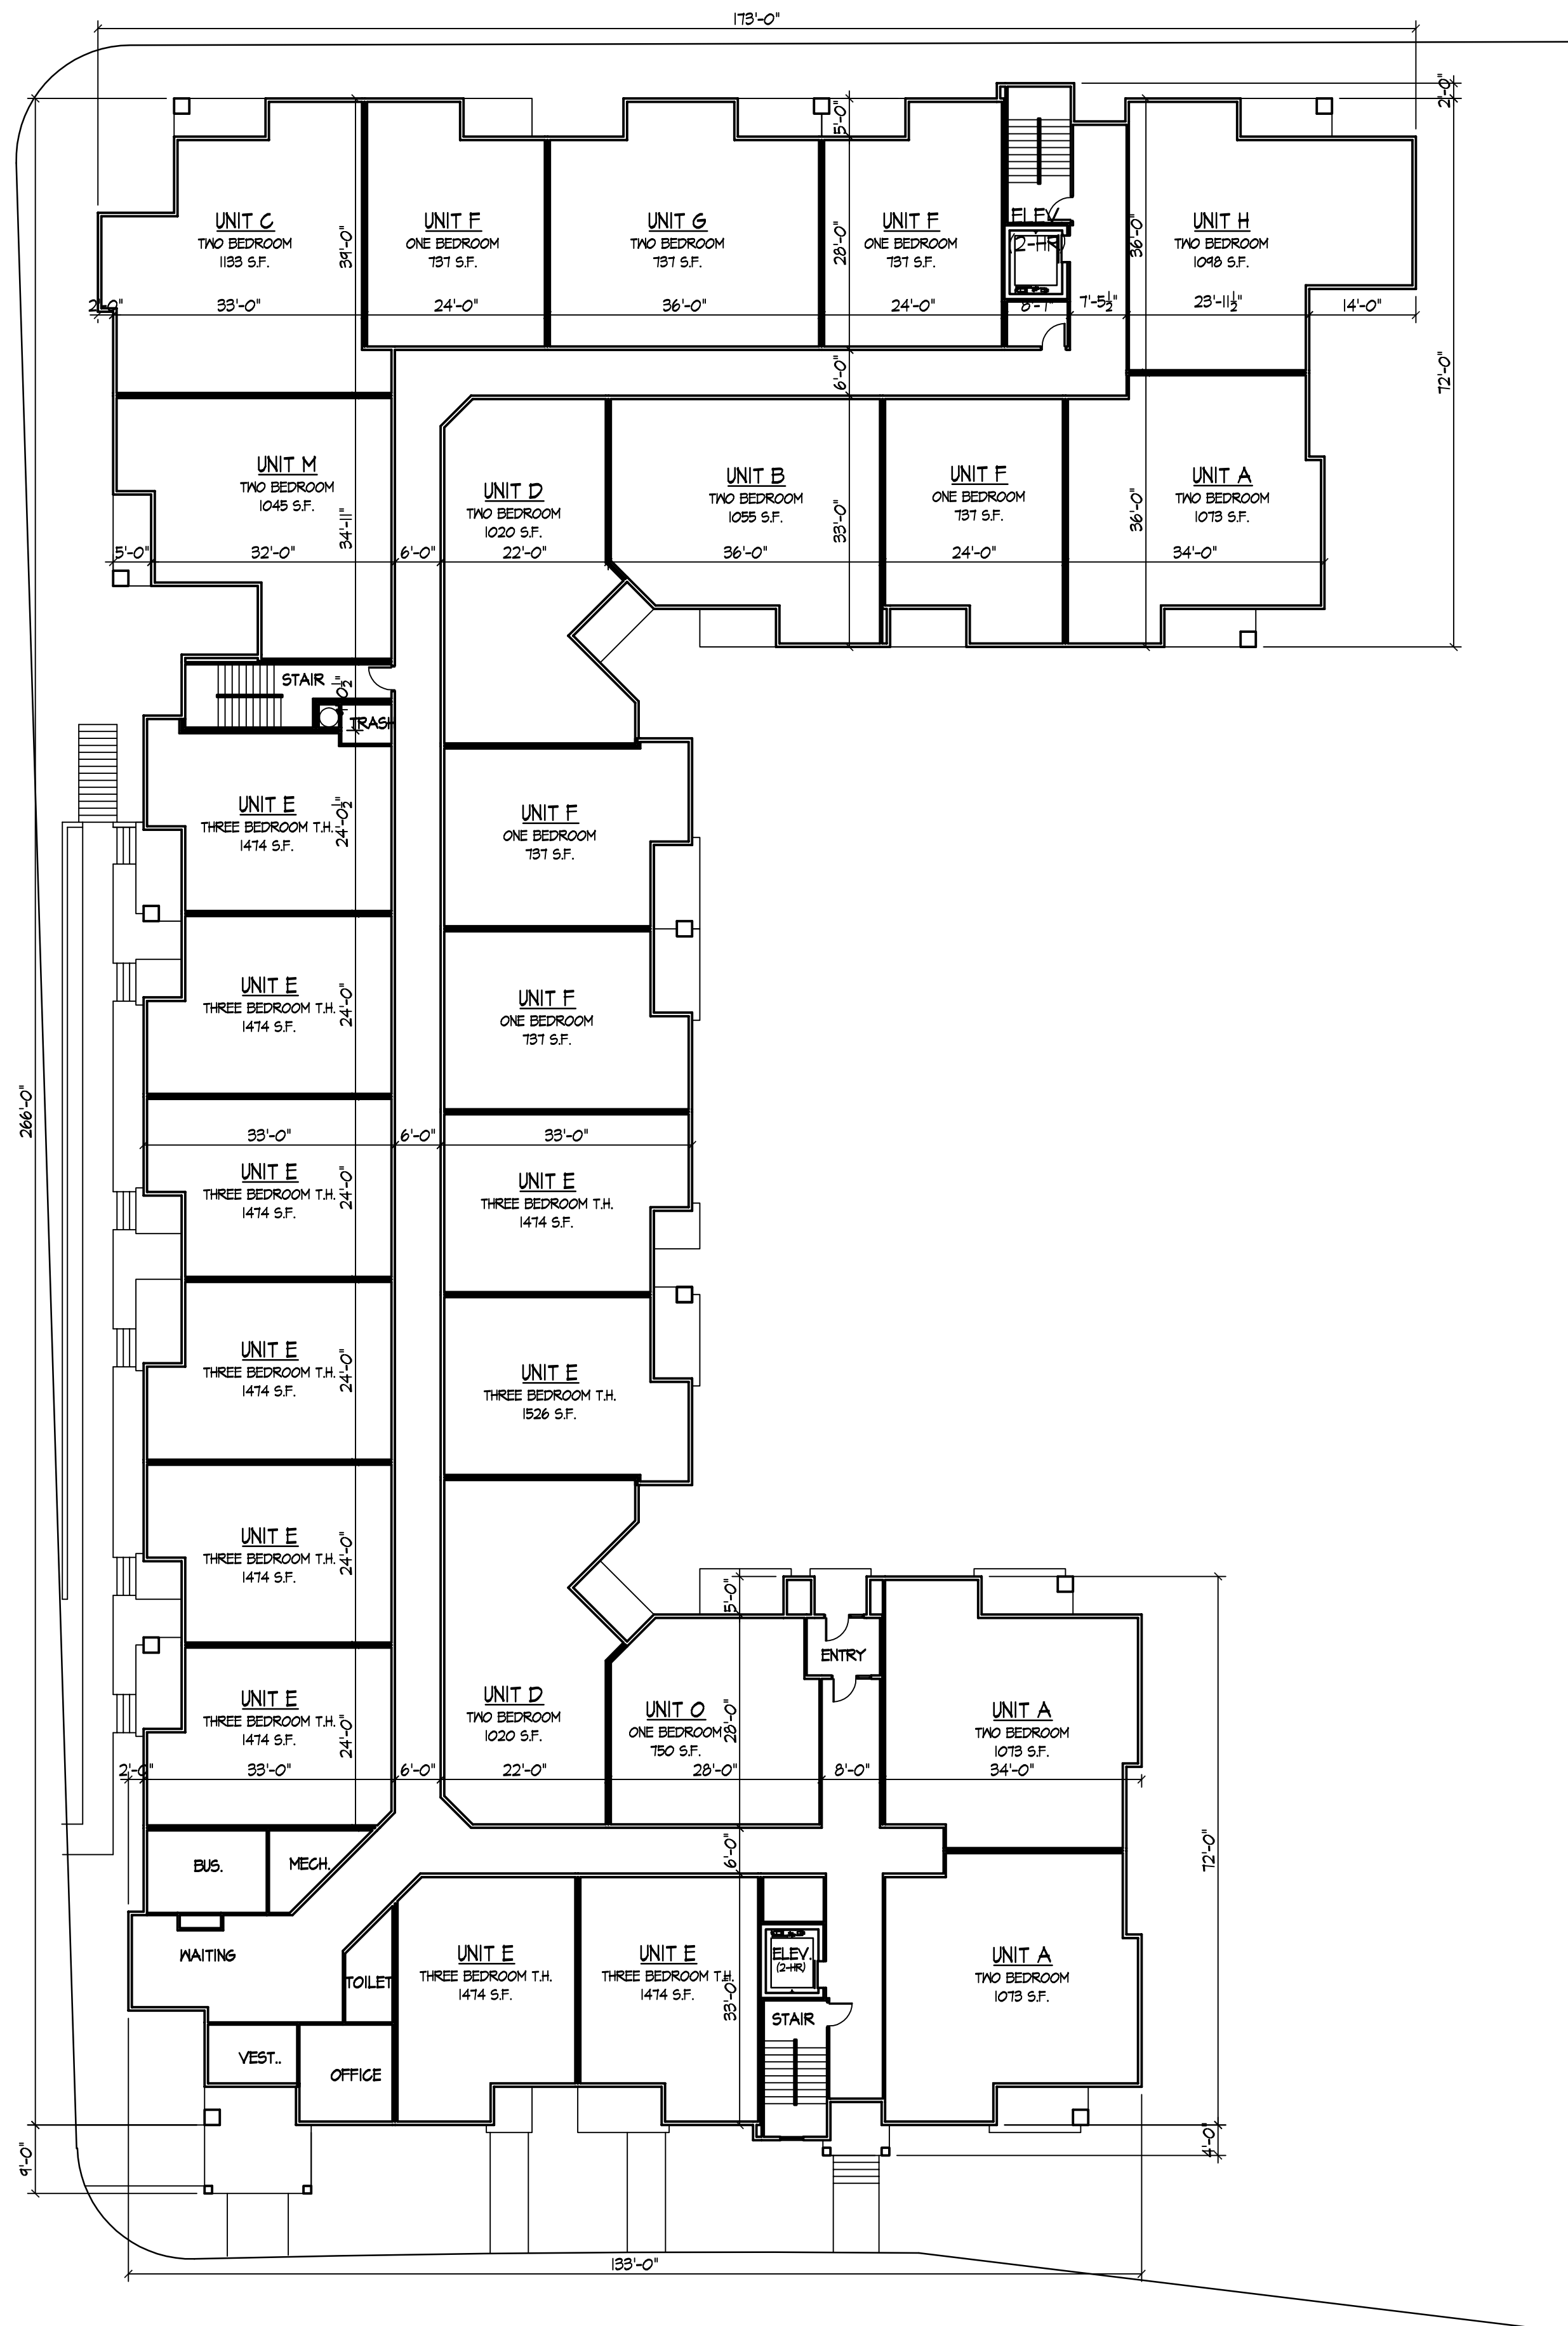 173'-0"
2'-0"
5'-0"
UNIT C
TWO BEDROOM
1133 S.F.
39'-0"
UNIT F
ONE BEDROOM
737 S.F.
UNIT G
TWO BEDROOM
737 S.F.
28'-0"
UNIT F
ONE BEDROOM
737 S.F.
ELEV.
(2-HR)
36'-0"
UNIT H
TWO BEDROOM
1098 S.F.
2'-0"
33'-0"
24'-0"
36'-0"
24'-0"
7'-5½"
23'-11½"
14'-0"
6'-0"
72'-0"
UNIT M
TWO BEDROOM
1045 S.F.
34'-11"
UNIT D
TWO BEDROOM
1020 S.F.
UNIT B
TWO BEDROOM
1055 S.F.
33'-0"
UNIT F
ONE BEDROOM
737 S.F.
36'-0"
UNIT A
TWO BEDROOM
1073 S.F.
5'-0"
32'-0"
6'-0"
22'-0"
36'-0"
24'-0"
34'-0"
STAIR
TRASH
UNIT E
THREE BEDROOM T.H.
1474 S.F.
24'-0½"
UNIT F
ONE BEDROOM
737 S.F.
UNIT E
THREE BEDROOM T.H.
1474 S.F.
24'-0"
UNIT F
ONE BEDROOM
737 S.F.
266'-0"
33'-0"
6'-0"
33'-0"
UNIT E
THREE BEDROOM T.H.
1474 S.F.
24'-0"
UNIT E
THREE BEDROOM T.H.
1474 S.F.
UNIT E
THREE BEDROOM T.H.
1474 S.F.
24'-0"
UNIT E
THREE BEDROOM T.H.
1526 S.F.
UNIT E
THREE BEDROOM T.H.
1474 S.F.
24'-0"
5'-0"
ENTRY
UNIT E
THREE BEDROOM T.H.
1474 S.F.
24'-0"
UNIT D
TWO BEDROOM
1020 S.F.
UNIT O
ONE BEDROOM
750 S.F.
28'-0"
UNIT A
TWO BEDROOM
1073 S.F.
2'-0"
33'-0"
6'-0"
22'-0"
28'-0"
8'-0"
34'-0"
BUS.
MECH.
6'-0"
72'-0"
WAITING
TOILET
UNIT E
THREE BEDROOM T.H.
1474 S.F.
UNIT E
THREE BEDROOM T.H.
1474 S.F.
33'-0"
ELEV.
(2-HR)
STAIR
UNIT A
TWO BEDROOM
1073 S.F.
VEST..
OFFICE
9'-0"
4'-0"
133'-0"